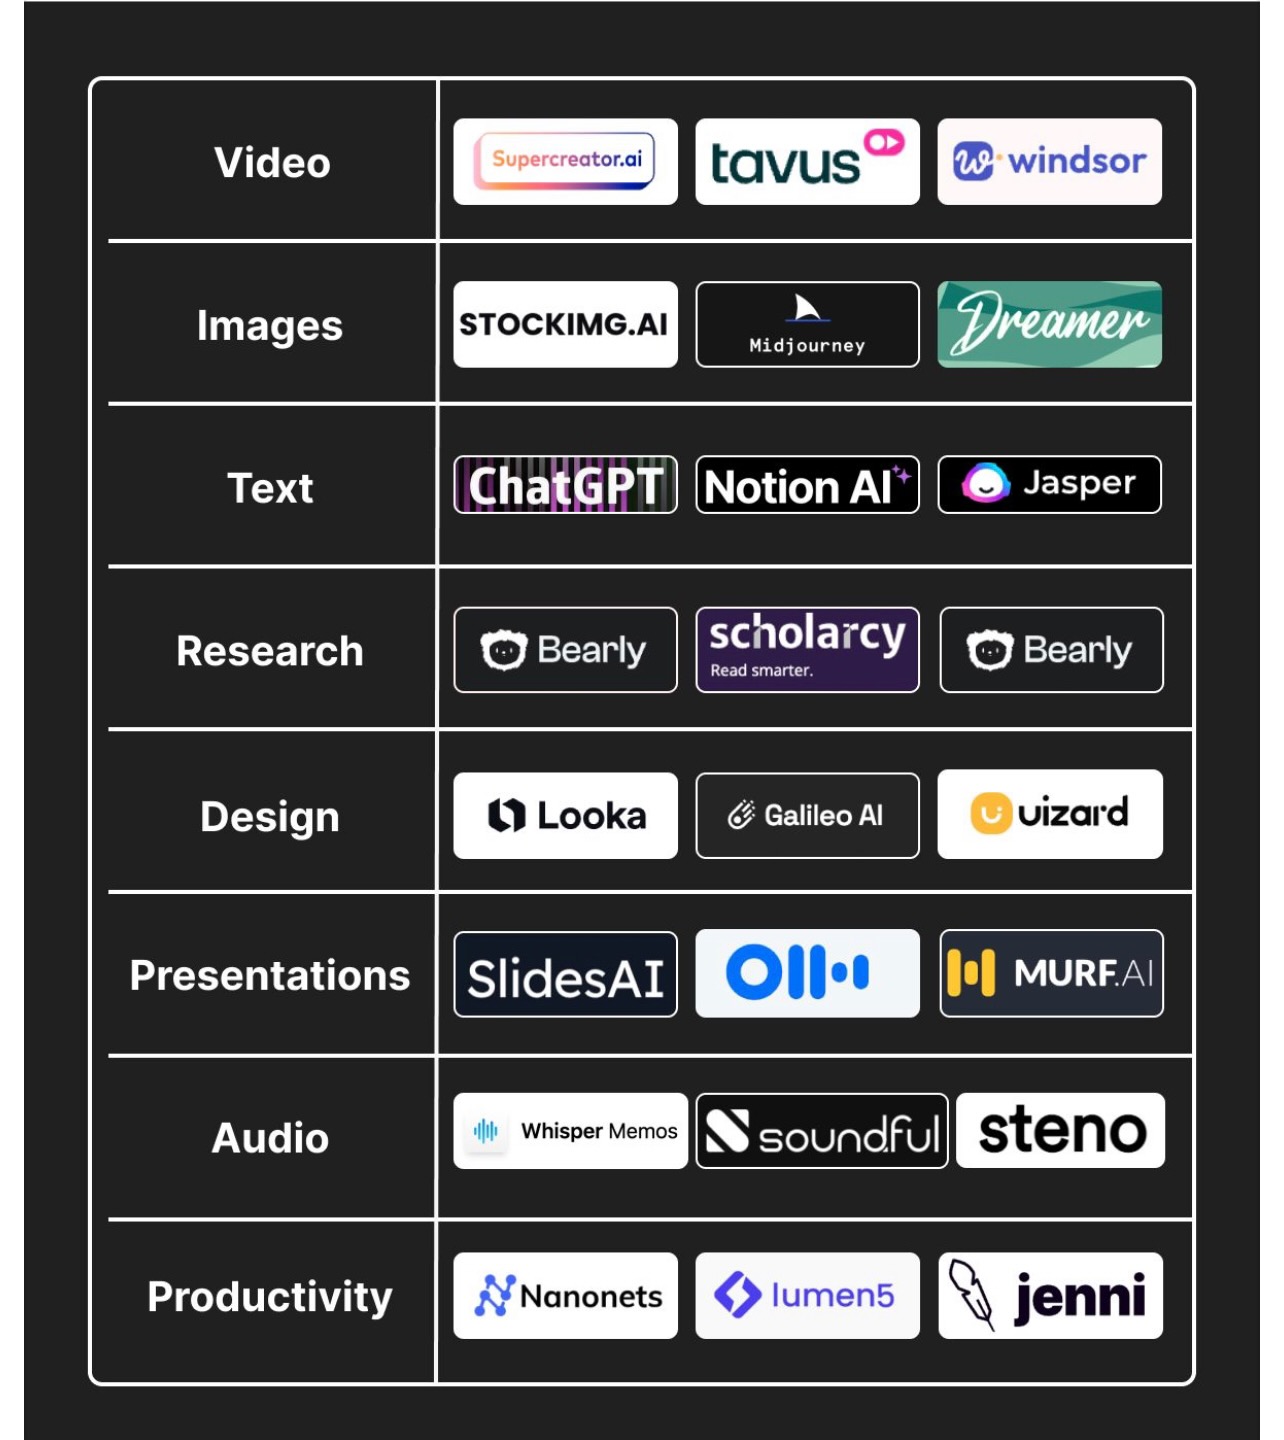 Video
Supercreator.ai
tavus
windsor
Images
STOCKIMG.AI
Midjourney
Dreamer
Text
ChatGPT
Notion AI
Jasper
Research
Bearly
scholarcy
Read smarter.
Bearly
Design
Looka
Galileo AI
uizard
Presentations
SlidesAI
MURF.AI
Audio
Whisper Memos
soundful
steno
Productivity
Nanonets
lumen5
jenni